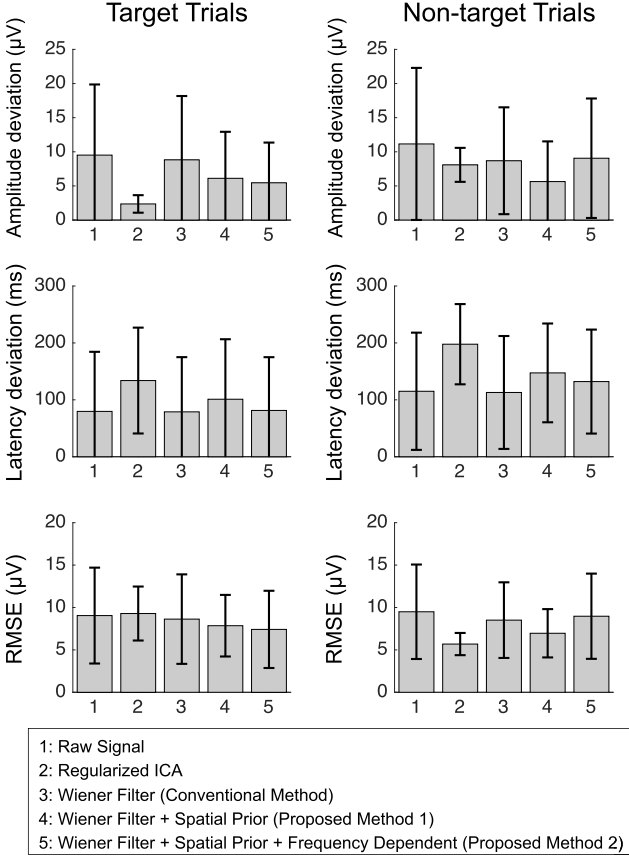 Target Trials
Non-target Trials
Amplitude deviation (µV)
25
20
15
10
5
0
1 2 3 4 5
Amplitude deviation (µV)
25
20
15
10
5
0
1 2 3 4 5
Latency deviation (ms)
300
200
100
0
1 2 3 4 5
Latency deviation (ms)
300
200
100
0
1 2 3 4 5
RMSE (µV)
20
15
10
5
0
1 2 3 4 5
RMSE (µV)
20
15
10
5
0
1 2 3 4 5
1: Raw Signal
2: Regularized ICA
3: Wiener Filter (Conventional Method)
4: Wiener Filter + Spatial Prior (Proposed Method 1)
5: Wiener Filter + Spatial Prior + Frequency Dependent (Proposed Method 2)